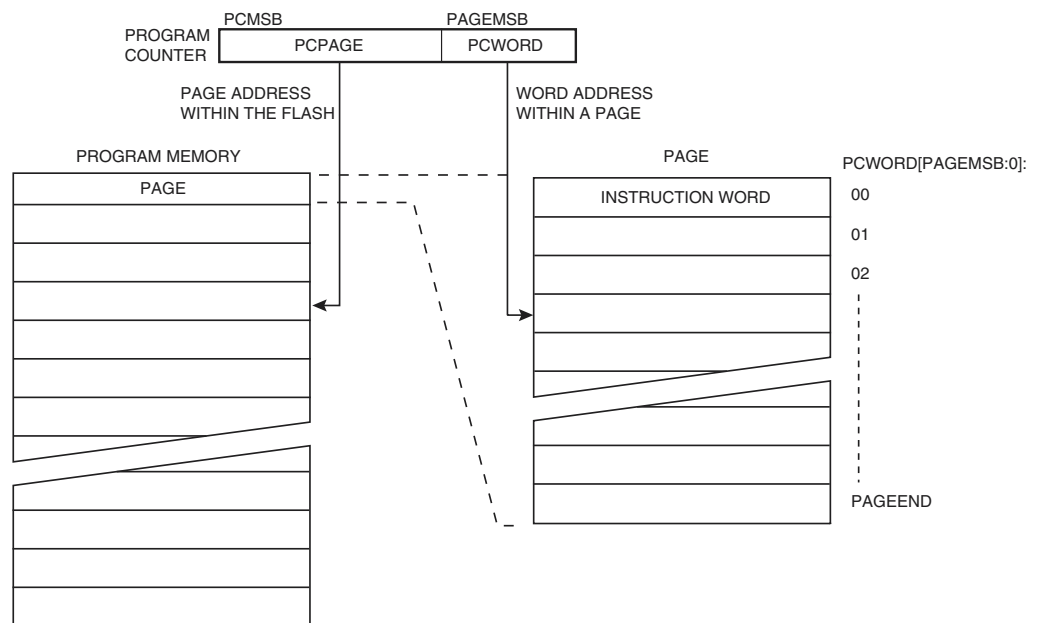 PCMSB
PAGEMSB
PROGRAM
COUNTER
PCPAGE
PCWORD
PAGE ADDRESS
WITHIN THE FLASH
WORD ADDRESS
WITHIN A PAGE
PROGRAM MEMORY
PAGE
PAGE
PCWORD[PAGEMSB:0]:
INSTRUCTION WORD
00
01
02
PAGEEND